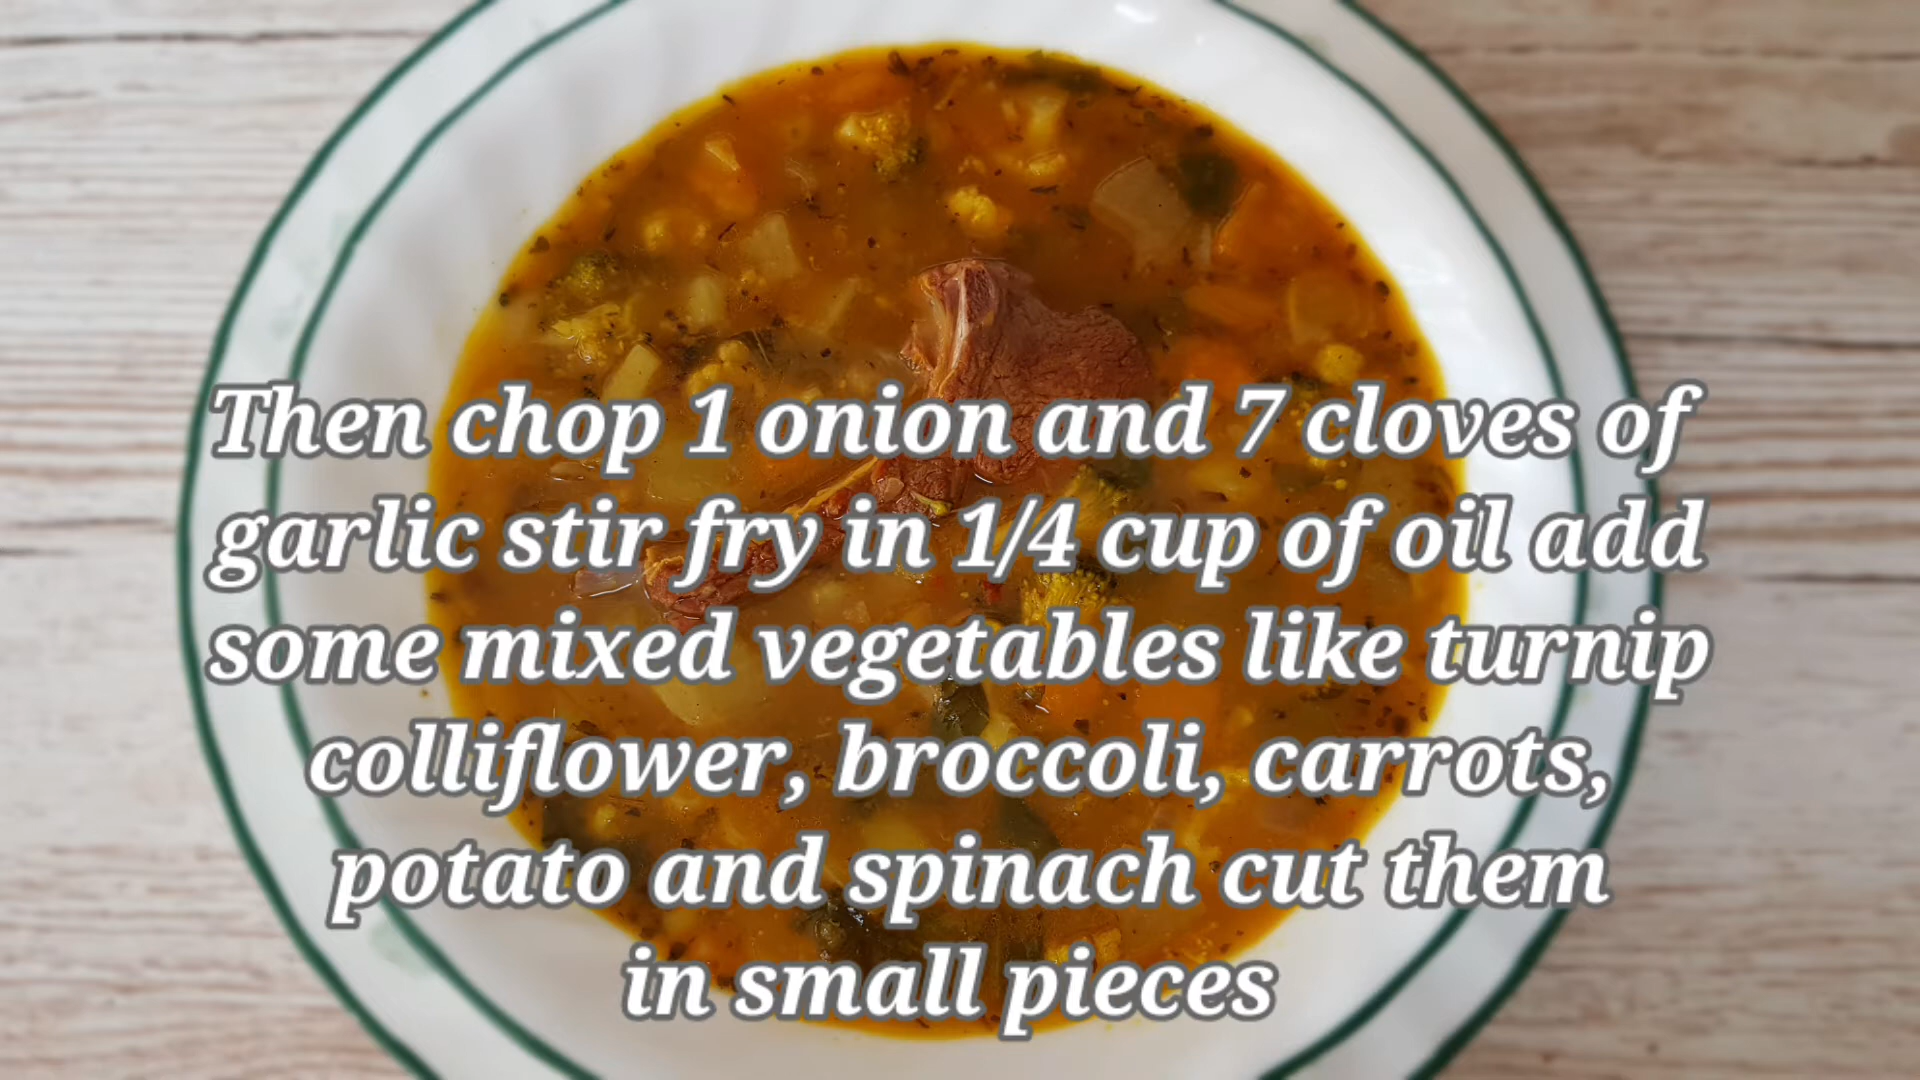 Then chop 1 onion and 7 cloves of
garlic stir fry in 1/4 cup of oil add
some mixed vegetables like turnip
colliflower, broccoli, carrots,
potato and spinach cut them
in small pieces